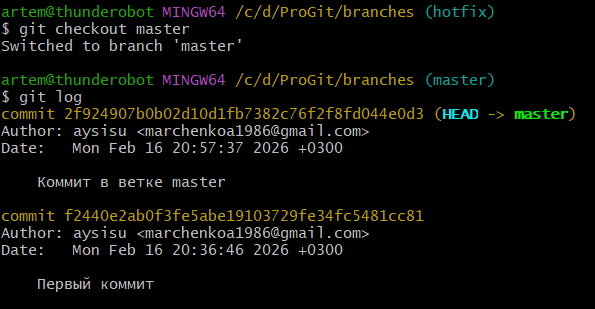 artem@thunderobot MINGW64 /c/d/ProGit/branches (hotfix)
$ git checkout master
Switched to branch 'master'
artem@thunderobot MINGW64 /c/d/ProGit/branches (master)
$ git log
commit 2f924907b0b02d10d1fb7382c76f2f8fd044e0d3 (HEAD -> master)
Author: aysisu <marchenkoa1986@gmail.com>
Date:   Mon Feb 16 20:57:37 2026 +0300
Коммит в ветке master
commit f2440e2ab0f3fe5abe19103729fe34fc5481cc81
Author: aysisu <marchenkoa1986@gmail.com>
Date:   Mon Feb 16 20:36:46 2026 +0300
Первый коммит